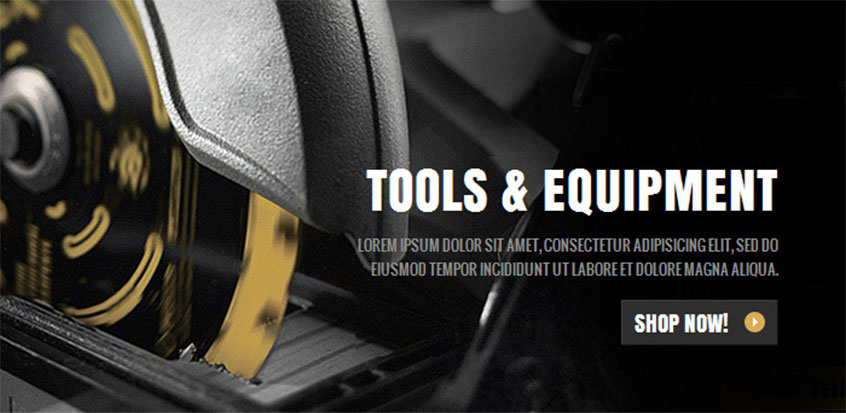 TOOLS & EQUIPMENT
LOREM IPSUM DOLOR SIT AMET, CONSECTETUR ADIPISICING ELIT, SED DO
EIUSMOD TEMPOR INCIDIDUNT UT LABORE ET DOLORE MAGNA ALIQUA.
SHOP NOW!